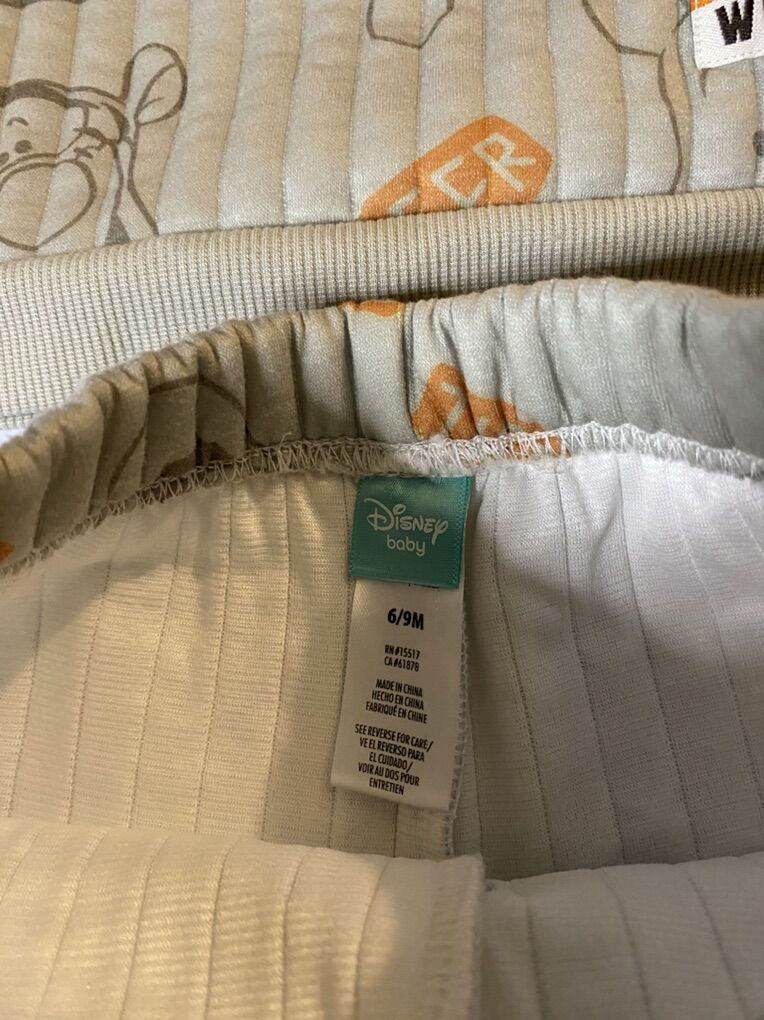 W
ER
DISNEY
baby
6/9M
RN#15517
CA#61878
MADE IN CHINA
HECHO EN CHINA
FABRIQUÉ EN CHINE
SEE REVERSE FOR CARE/
VE EL REVERSO PARA
EL CUIDADO/
VOIR AU DOS POUR
ENTRETIEN